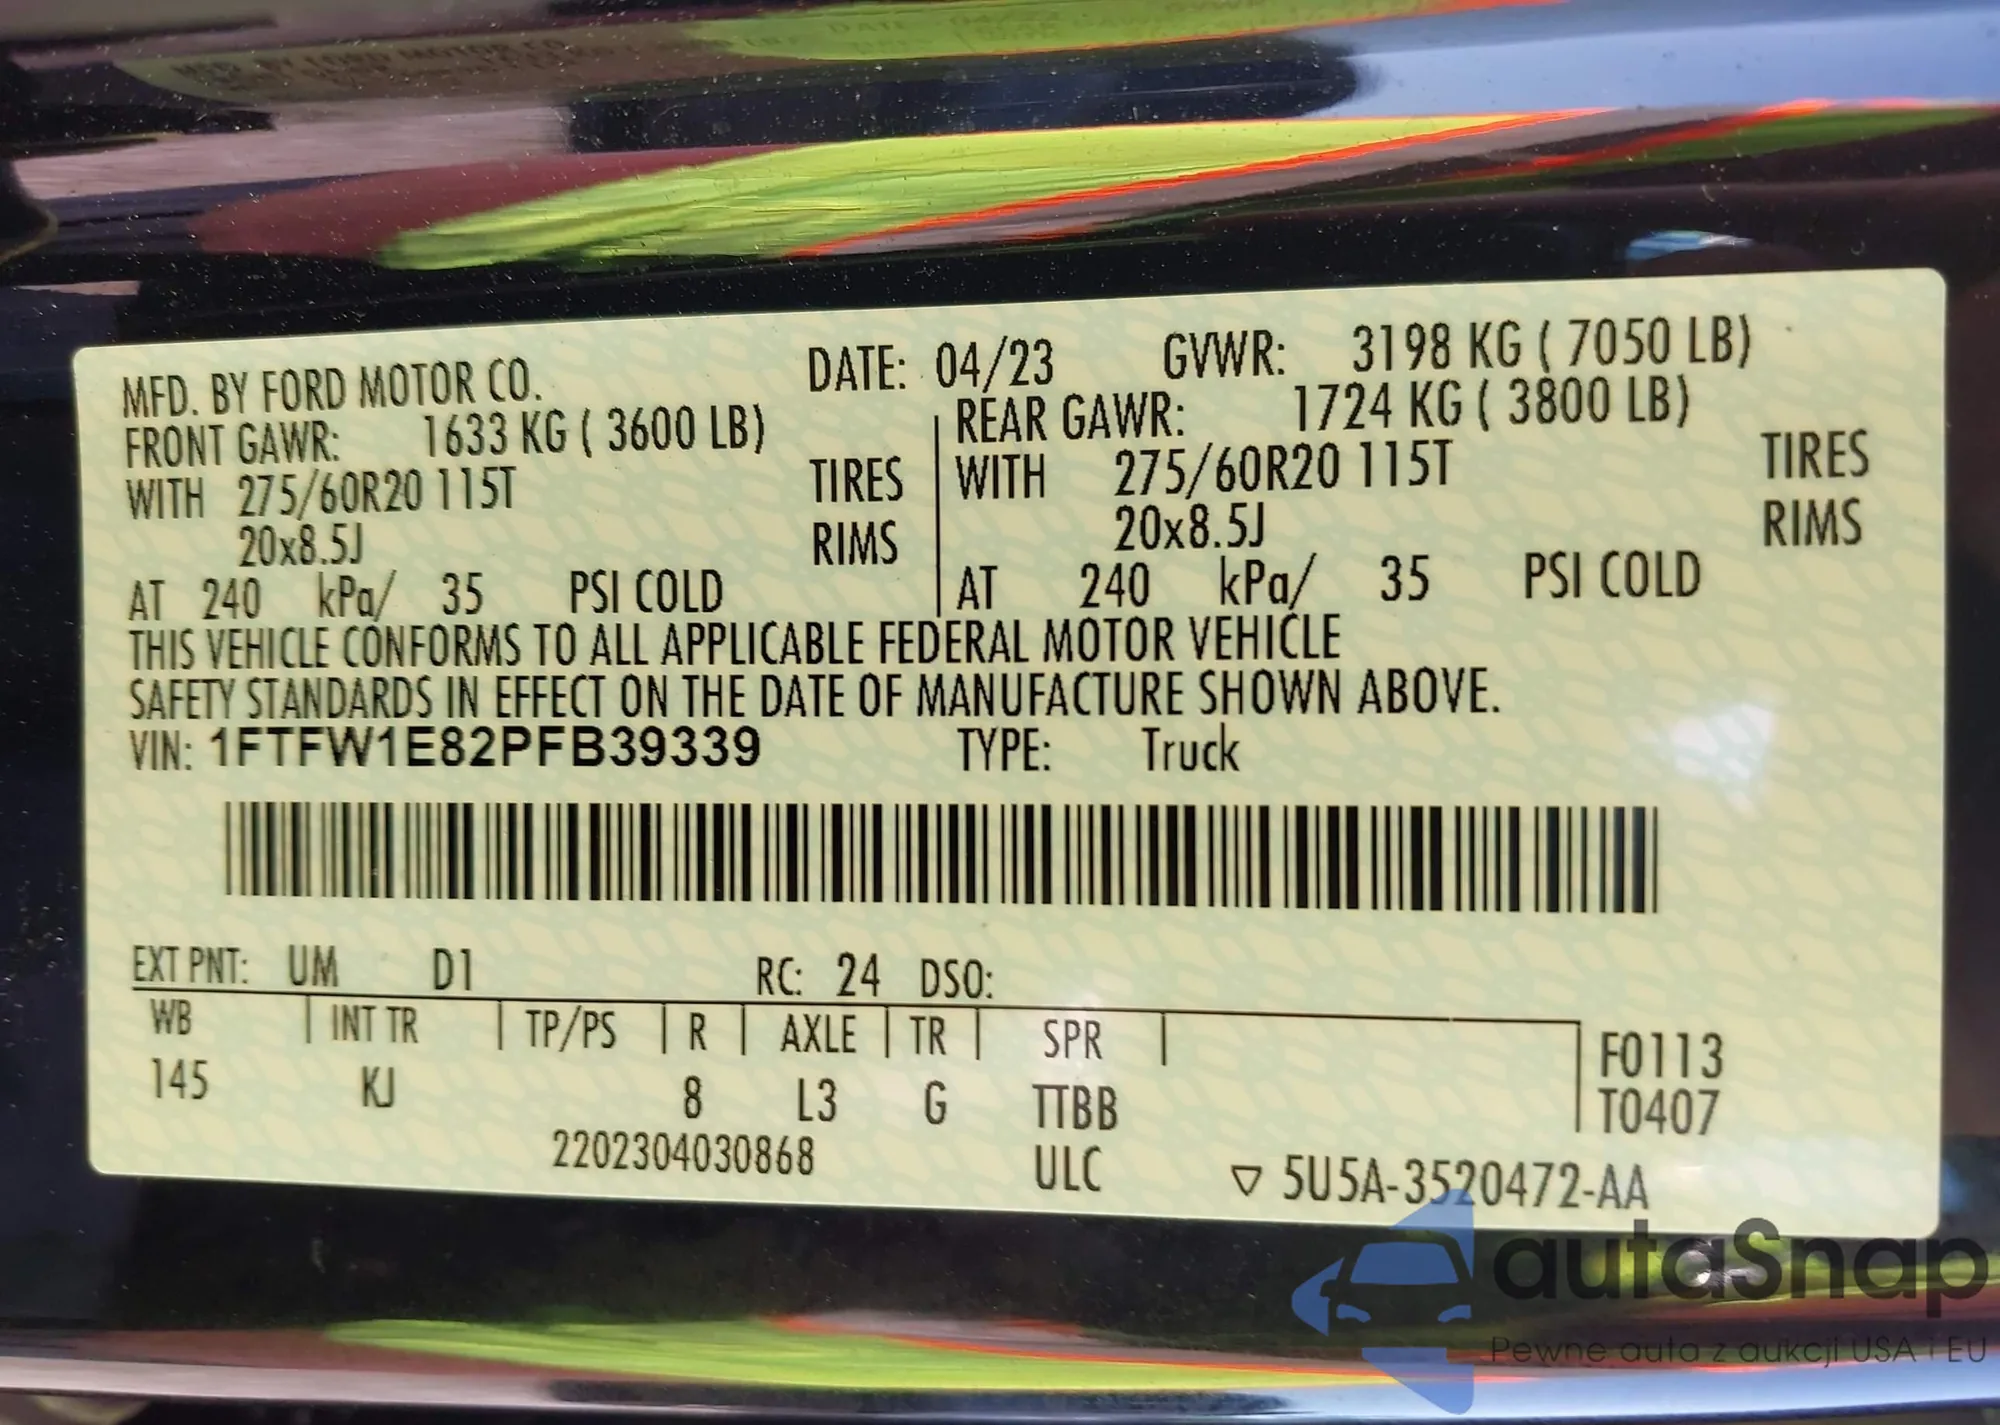 MFD. BY FORD MOTOR CO. DATE: 04/23 GVWR: 3198 KG ( 7050 LB)
FRONT GAWR: 1633 KG ( 3600 LB) REAR GAWR: 1724 KG ( 3800 LB)
WITH 275/60R20 115T TIRES WITH 275/60R20 115T TIRES
20x8.5J RIMS 20x8.5J RIMS
AT 240 kPa/ 35 PSI COLD AT 240 kPa/ 35 PSI COLD
THIS VEHICLE CONFORMS TO ALL APPLICABLE FEDERAL MOTOR VEHICLE
SAFETY STANDARDS IN EFFECT ON THE DATE OF MANUFACTURE SHOWN ABOVE.
VIN: 1FTFW1E82PFB39339 TYPE: Truck
EXT PNT: UM D1 RC: 24 DSO:
WB INT TR TP/PS R AXLE TR SPR F0113
145 KJ 8 L3 G TTBB T0407
2202304030868 ULC ▽ 5U5A-3520472-AA
autaSnap
Pewne auta z aukcji USA i EU